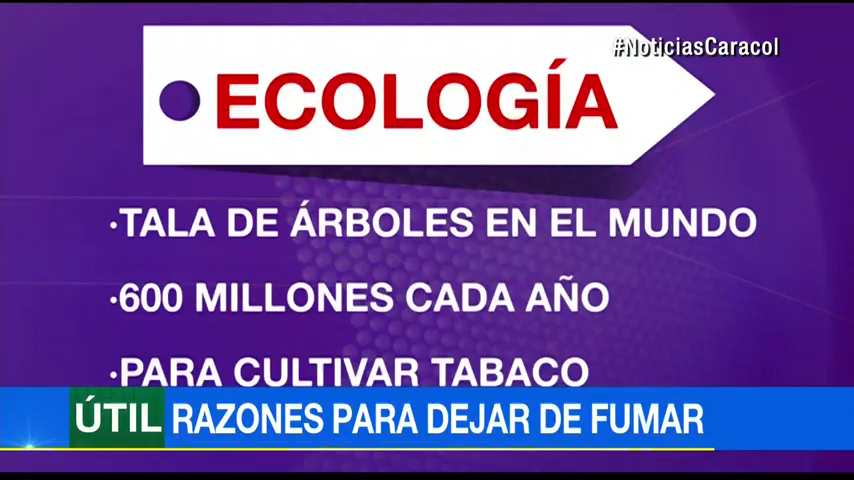 #NoticiasCaracol
ECOLOGÍA
·TALA DE ÁRBOLES EN EL MUNDO
·600 MILLONES CADA AÑO
·PARA CULTIVAR TABACO
ÚTIL RAZONES PARA DEJAR DE FUMAR